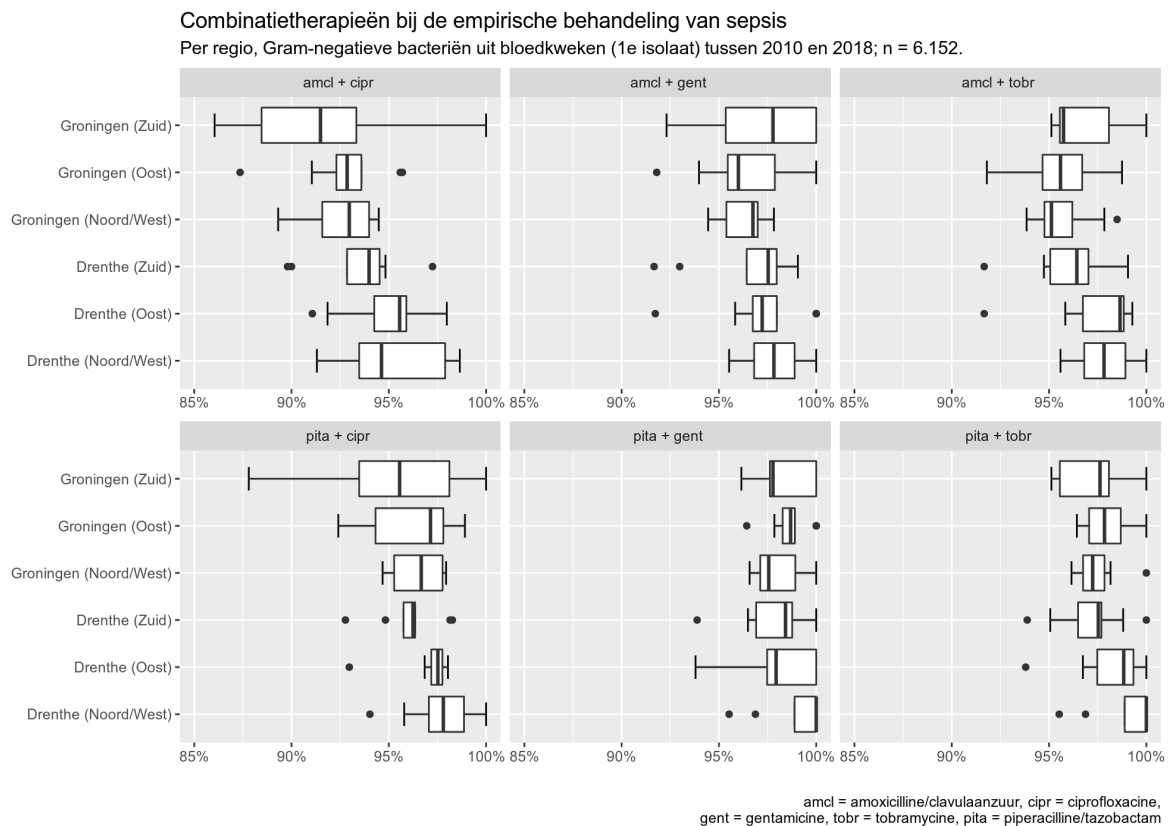 Combinatietherapieën bij de empirische behandeling van sepsis
Per regio, Gram-negatieve bacteriën uit bloedkweken (1e isolaat) tussen 2010 en 2018; n = 6.152.
amcl + cipr
amcl + gent
amcl + tobr
Groningen (Zuid)
Groningen (Oost)
Groningen (Noord/West)
Drenthe (Zuid)
Drenthe (Oost)
Drenthe (Noord/West)
85% 90% 95% 100%
85% 90% 95% 100%
85% 90% 95% 100%
pita + cipr
pita + gent
pita + tobr
Groningen (Zuid)
Groningen (Oost)
Groningen (Noord/West)
Drenthe (Zuid)
Drenthe (Oost)
Drenthe (Noord/West)
85% 90% 95% 100%
85% 90% 95% 100%
85% 90% 95% 100%
amcl = amoxicilline/clavulaanzuur, cipr = ciprofloxacine,
gent = gentamicine, tobr = tobramycine, pita = piperacilline/tazobactam